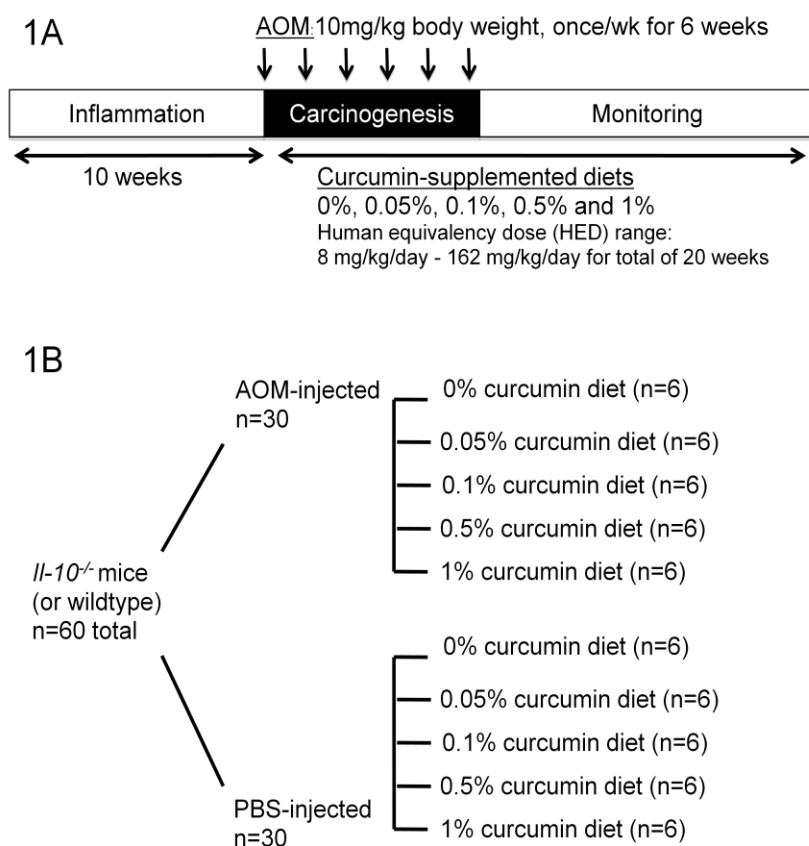 1A
AOM:10mg/kg body weight, once/wk for 6 weeks
Inflammation
Carcinogenesis
Monitoring
10 weeks
Curcumin-supplemented diets
0%, 0.05%, 0.1%, 0.5% and 1%
Human equivalency dose (HED) range:
8 mg/kg/day - 162 mg/kg/day for total of 20 weeks
1B
AOM-injected
n=30
0% curcumin diet (n=6)
0.05% curcumin diet (n=6)
0.1% curcumin diet (n=6)
0.5% curcumin diet (n=6)
1% curcumin diet (n=6)
Il-10-/- mice
(or wildtype)
n=60 total
PBS-injected
n=30
0% curcumin diet (n=6)
0.05% curcumin diet (n=6)
0.1% curcumin diet (n=6)
0.5% curcumin diet (n=6)
1% curcumin diet (n=6)